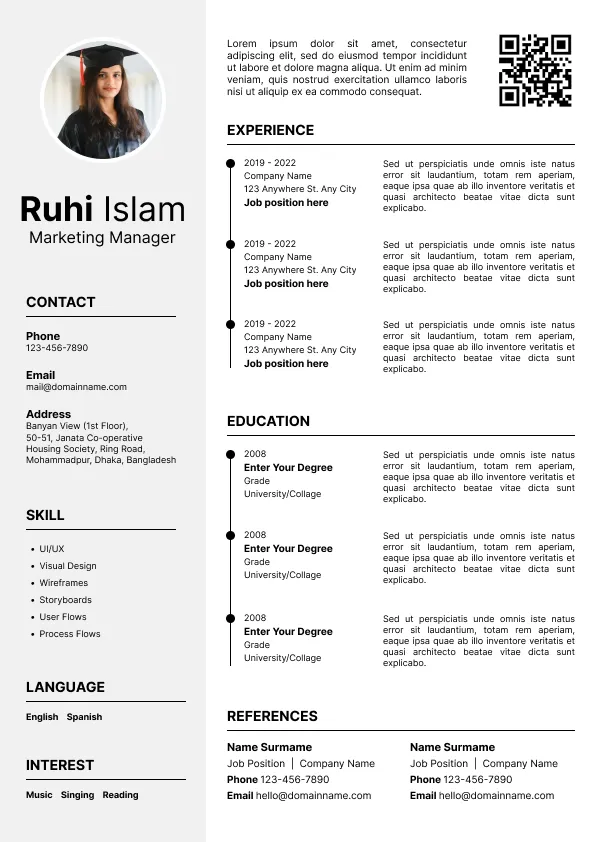 Ruhi Islam
Marketing Manager
CONTACT
Phone
123-456-7890
Email
mail@domainname.com
Address
Banyan View (1st Floor),
50-51, Janata Co-operative
Housing Society, Ring Road,
Mohammadpur, Dhaka, Bangladesh
SKILL
• UI/UX
• Visual Design
• Wireframes
• Storyboards
• User Flows
• Process Flows
LANGUAGE
English Spanish
INTEREST
Music Singing Reading
Lorem ipsum dolor sit amet, consectetur
adipiscing elit, sed do eiusmod tempor incididunt
ut labore et dolore magna aliqua. Ut enim ad minim
veniam, quis nostrud exercitation ullamco laboris
nisi ut aliquip ex ea commodo consequat.
EXPERIENCE
2019 - 2022
Company Name
123 Anywhere St. Any City
Job position here
Sed ut perspiciatis unde omnis iste natus
error sit laudantium, totam rem aperiam,
eaque ipsa quae ab illo inventore veritatis et
quasi architecto beatae vitae dicta sunt
explicabo.
2019 - 2022
Company Name
123 Anywhere St. Any City
Job position here
Sed ut perspiciatis unde omnis iste natus
error sit laudantium, totam rem aperiam,
eaque ipsa quae ab illo inventore veritatis et
quasi architecto beatae vitae dicta sunt
explicabo.
2019 - 2022
Company Name
123 Anywhere St. Any City
Job position here
Sed ut perspiciatis unde omnis iste natus
error sit laudantium, totam rem aperiam,
eaque ipsa quae ab illo inventore veritatis et
quasi architecto beatae vitae dicta sunt
explicabo.
EDUCATION
2008
Enter Your Degree
Grade
University/Collage
Sed ut perspiciatis unde omnis iste natus
error sit laudantium, totam rem aperiam,
eaque ipsa quae ab illo inventore veritatis et
quasi architecto beatae vitae dicta sunt
explicabo.
2008
Enter Your Degree
Grade
University/Collage
Sed ut perspiciatis unde omnis iste natus
error sit laudantium, totam rem aperiam,
eaque ipsa quae ab illo inventore veritatis et
quasi architecto beatae vitae dicta sunt
explicabo.
2008
Enter Your Degree
Grade
University/Collage
Sed ut perspiciatis unde omnis iste natus
error sit laudantium, totam rem aperiam,
eaque ipsa quae ab illo inventore veritatis et
quasi architecto beatae vitae dicta sunt
explicabo.
REFERENCES
Name Surname
Job Position | Company Name
Phone 123-456-7890
Email hello@domainname.com
Name Surname
Job Position | Company Name
Phone 123-456-7890
Email hello@domainname.com